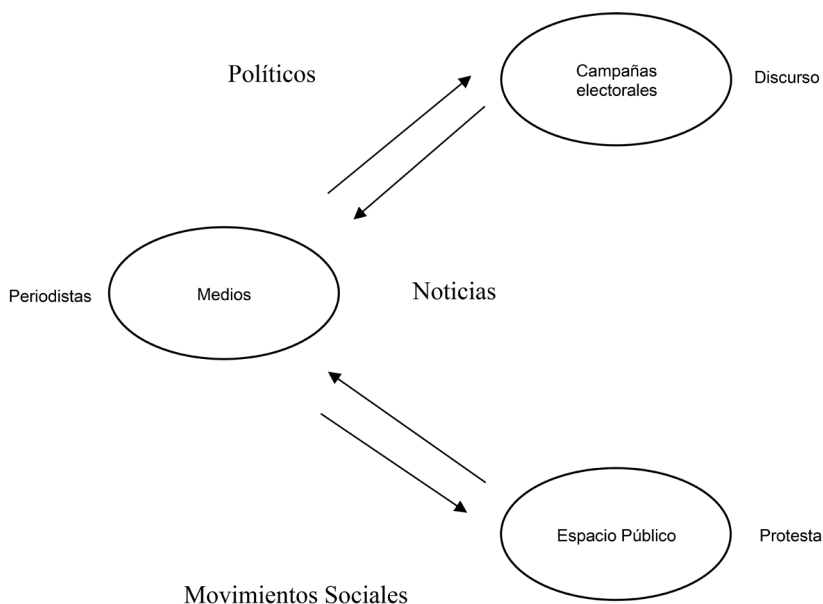 Políticos
Campañas
electorales
Discurso
Periodistas
Medios
Noticias
Espacio Público
Protesta
Movimientos Sociales